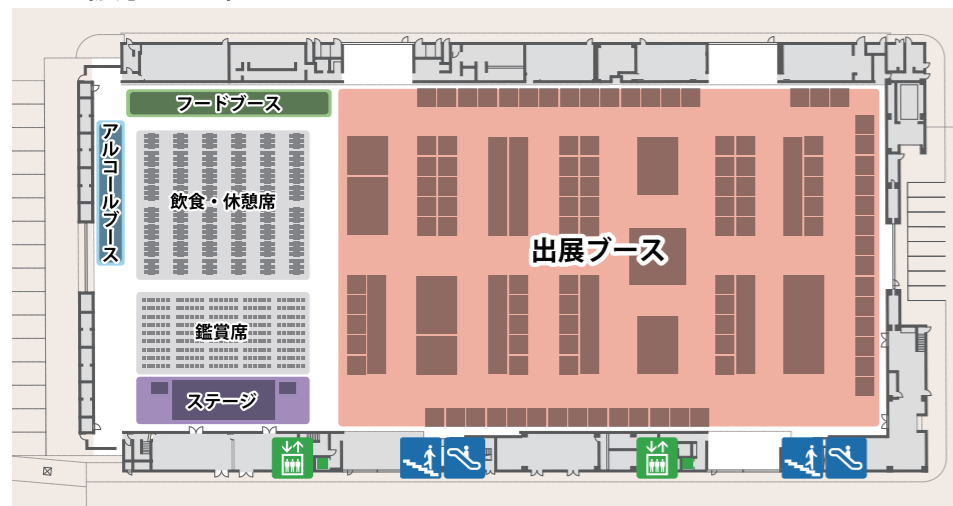 フードブース
アルコールブース
飲食・休憩席
出展ブース
鑑賞席
ステージ